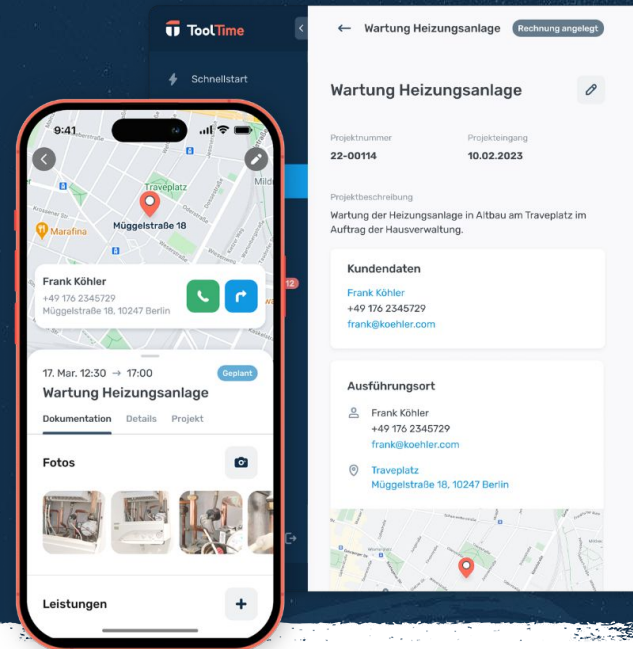 ToolTime
Schnellstart
12
← Wartung Heizungsanlage Rechnung angelegt
Wartung Heizungsanlage
Projektnummer Projekteingang
22-00114 10.02.2023
Projektbeschreibung
Wartung der Heizungsanlage in Altbau am Traveplatz im
Auftrag der Hausverwaltung.
Kundendaten
Frank Köhler
+49 176 2345729
frank@koehler.com
Ausführungsort
Frank Köhler
+49 176 2345729
frank@koehler.com
Traveplatz
Müggelstraße 18, 10247 Berlin
9:41
Traveplatz
Müggelstraße 18
Marafina
Frank Köhler
+49 176 2345729
Müggelstraße 18, 10247 Berlin
17. Mar. 12:30 → 17:00 Geplant
Wartung Heizungsanlage
Dokumentation Details Projekt
Fotos
Leistungen +